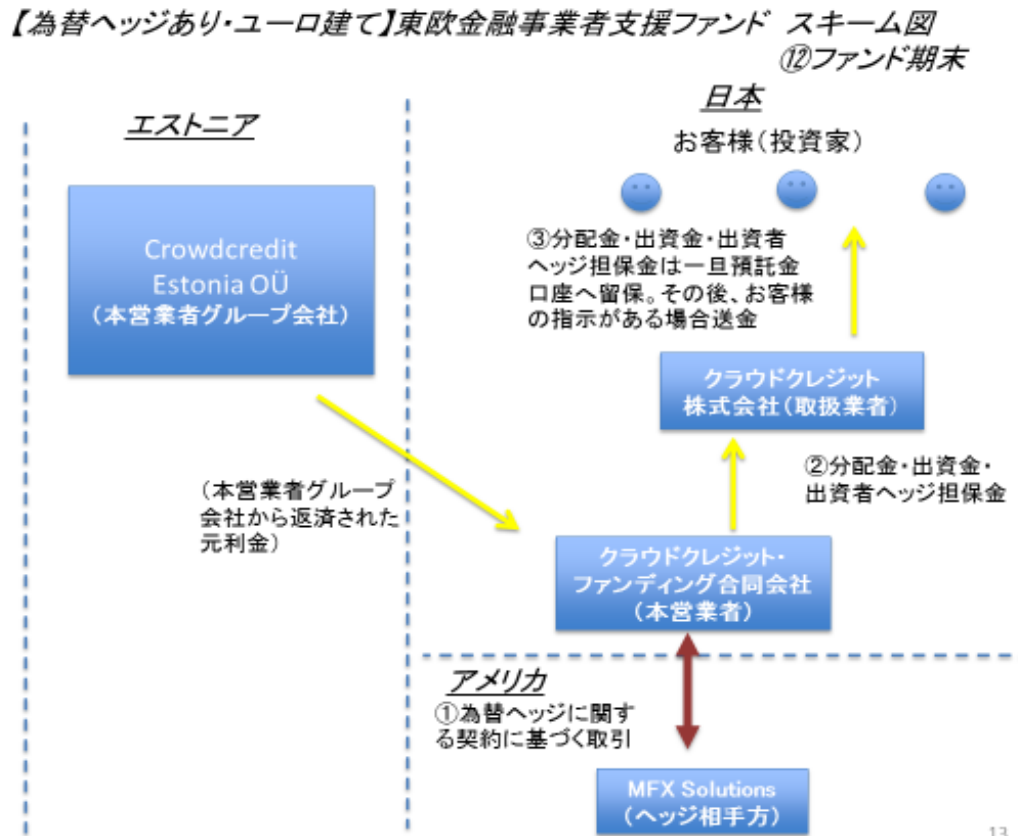 【為替ヘッジあり・ユーロ建て】東欧金融事業者支援ファンド スキーム図
⑫ファンド期末
エストニア
日本
お客様（投資家）
Crowdcredit
Estonia OÜ
（本営業者グループ会社）
③分配金・出資金・出資者
ヘッジ担保金は一旦預託金
口座へ留保。その後、お客様
の指示がある場合送金
クラウドクレジット
株式会社（取扱業者）
②分配金・出資金・
出資者ヘッジ担保金
（本営業者グループ
会社から返済された
元利金）
クラウドクレジット・
ファンディング合同会社
（本営業者）
アメリカ
①為替ヘッジに関す
る契約に基づく取引
MFX Solutions
（ヘッジ相手方）
13